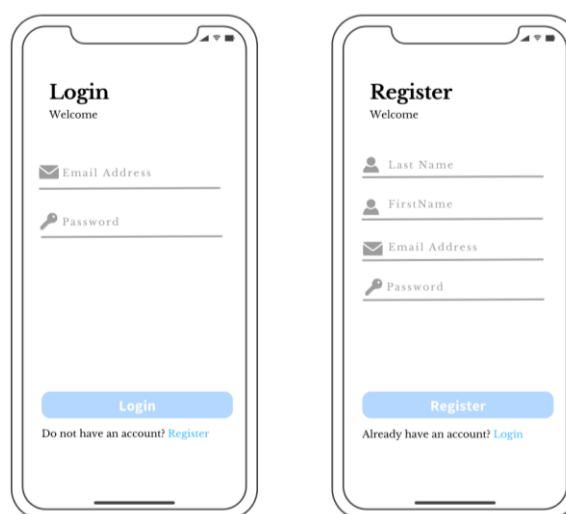 Login
Welcome
Email Address
Password
Login
Do not have an account? Register
Register
Welcome
Last Name
FirstName
Email Address
Password
Register
Already have an account? Login